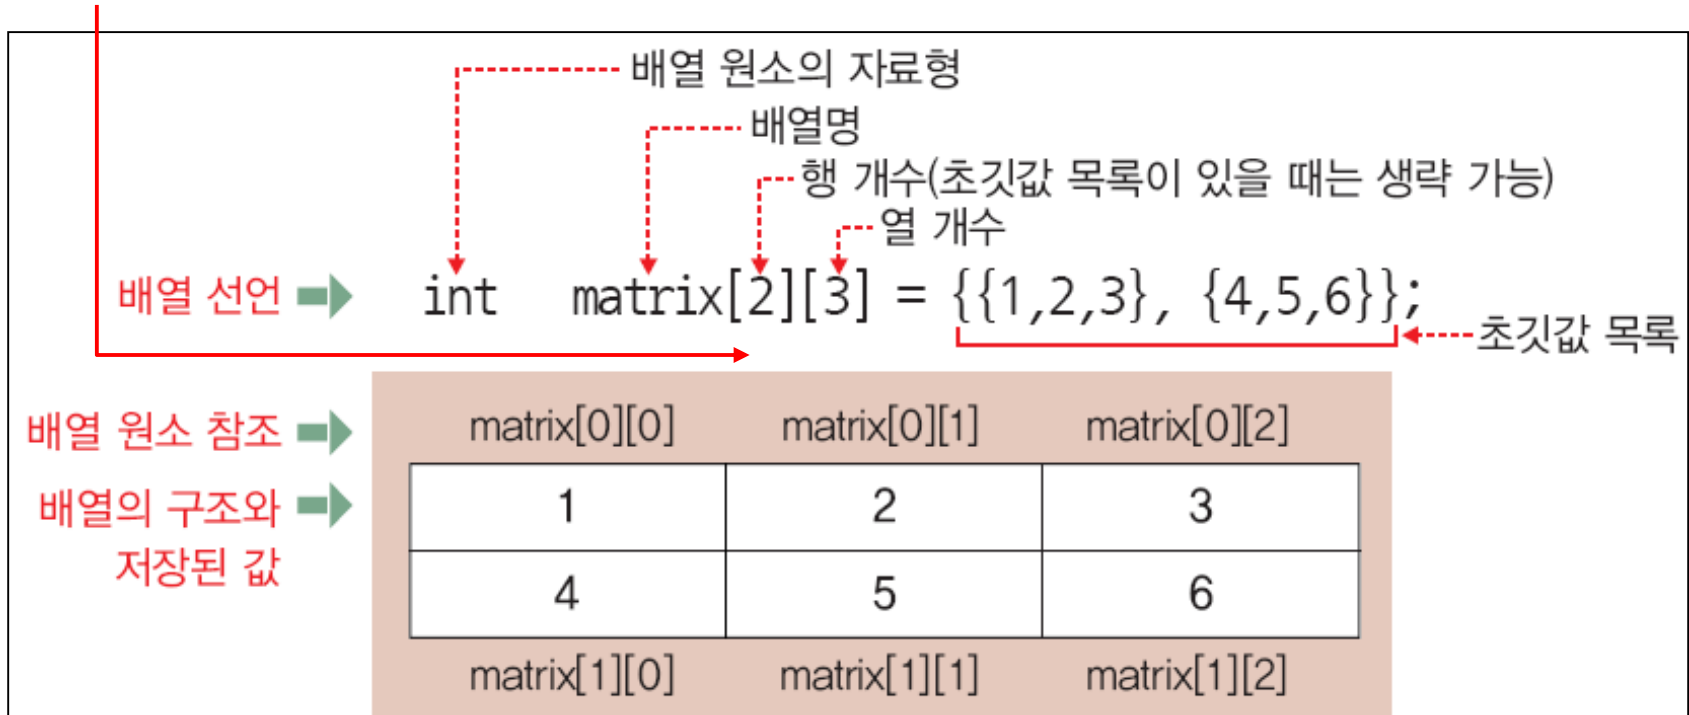 배열 원소의 자료형
배열명
행 개수(초깃값 목록이 있을 때는 생략 가능)
열 개수
배열 선언 int matrix[2][3] = {{1,2,3}, {4,5,6}};
초깃값 목록
배열 원소 참조 matrix[0][0] matrix[0][1] matrix[0][2]
배열의 구조와 1 2 3
저장된 값 4 5 6
matrix[1][0] matrix[1][1] matrix[1][2]